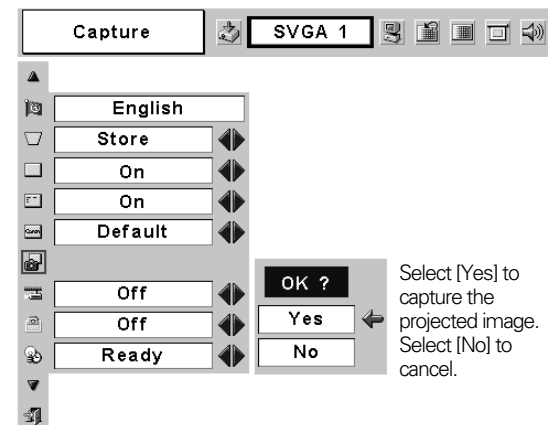 Capture
SVGA 1
English
Store
On
On
Default
Off
Off
Ready
OK ?
Yes
No
Select [Yes] to
capture the
projected image.
Select [No] to
cancel.